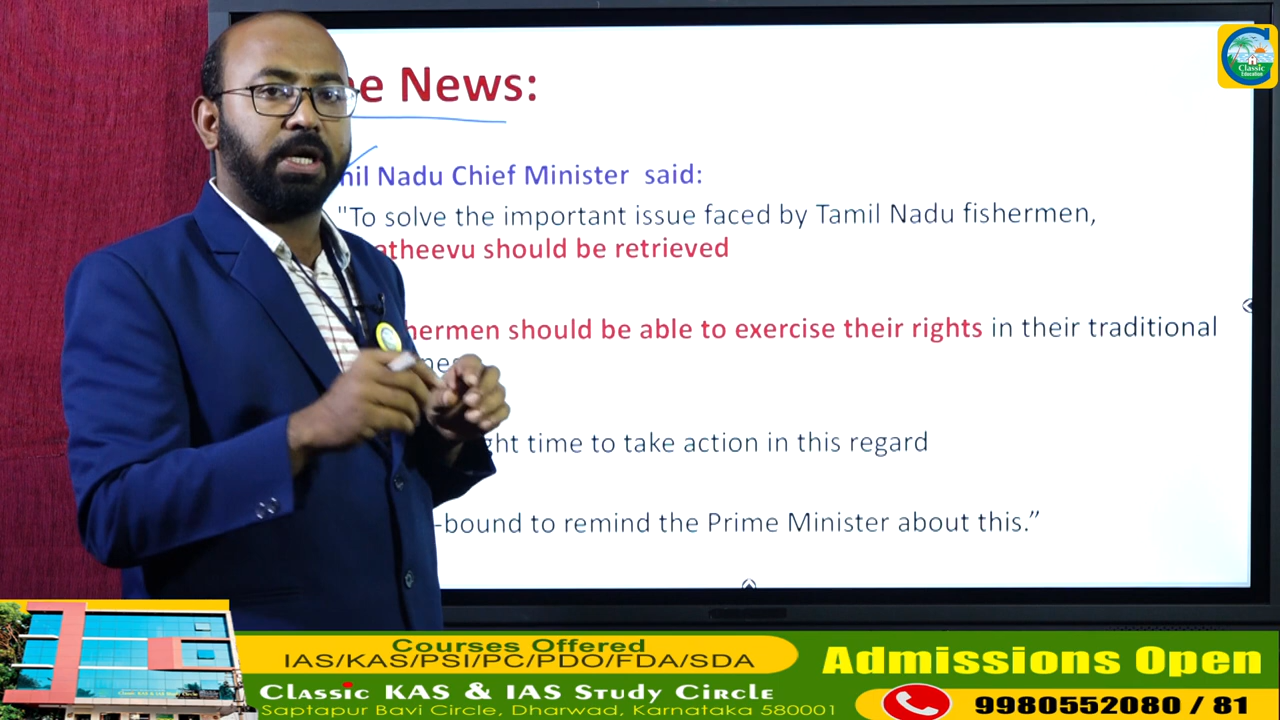 e News:
il Nadu Chief Minister said:
"To solve the important issue faced by Tamil Nadu fishermen,
atheevu should be retrieved
hermen should be able to exercise their rights in their traditional
ght time to take action in this regard
-bound to remind the Prime Minister about this.”
Classic
Education
Courses Offered
IAS/KAS/PSI/PC/PDO/FDA/SDA
Classic KAS & IAS Study Circle
Saptapur Bavi Circle, Dharwad, Karnataka 580001
Admissions Open
9980552080 / 81